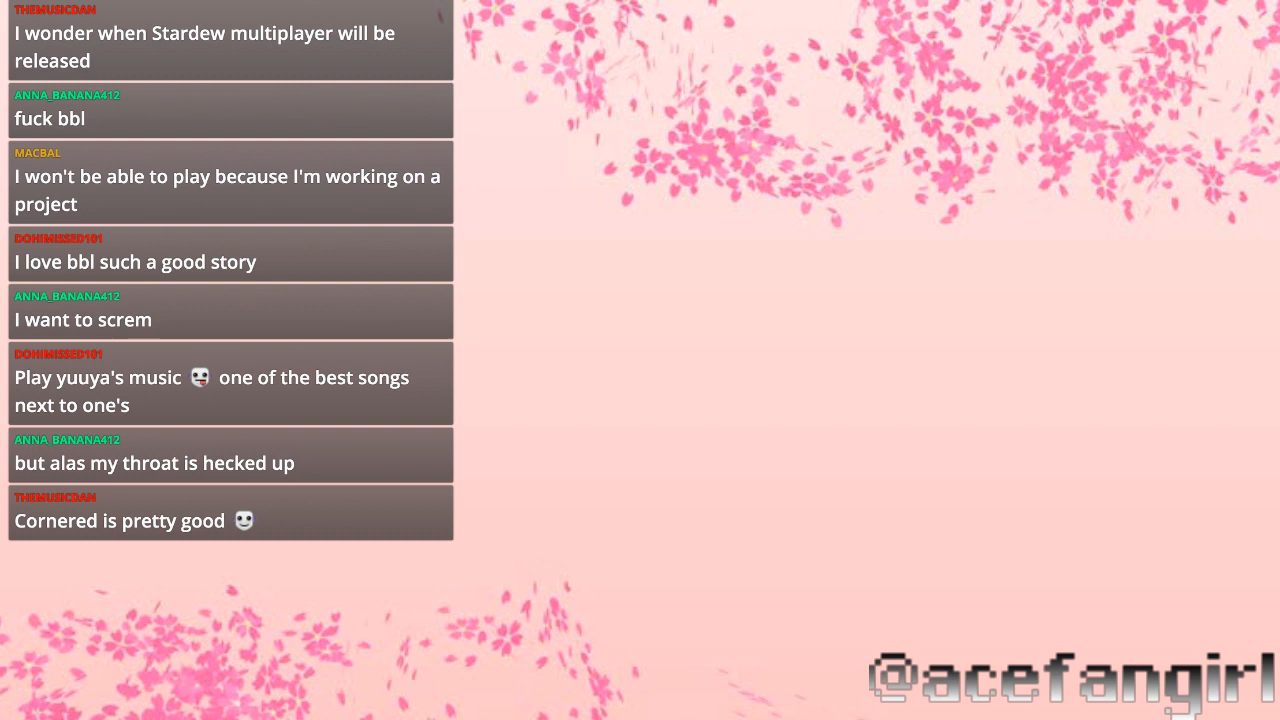 THEMUSICDAN
I wonder when Stardew multiplayer will be
released
ANNA_BANANA412
fuck bbl
MACBAL
I won't be able to play because I'm working on a
project
DOHIMISSED101
I love bbl such a good story
ANNA_BANANA412
I want to screm
DOHIMISSED101
Play yuuya's music one of the best songs
next to one's
ANNA_BANANA412
but alas my throat is hecked up
THEMUSICDAN
Cornered is pretty good
@acefangirl